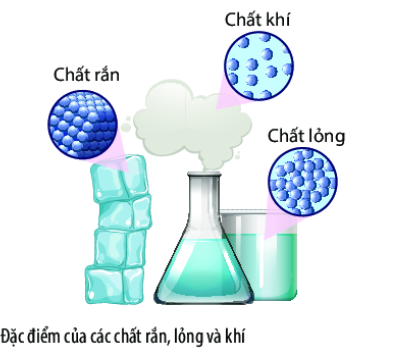 Chất khí
Chất rắn
Chất lỏng
Đặc điểm của các chất rắn, lỏng và khí